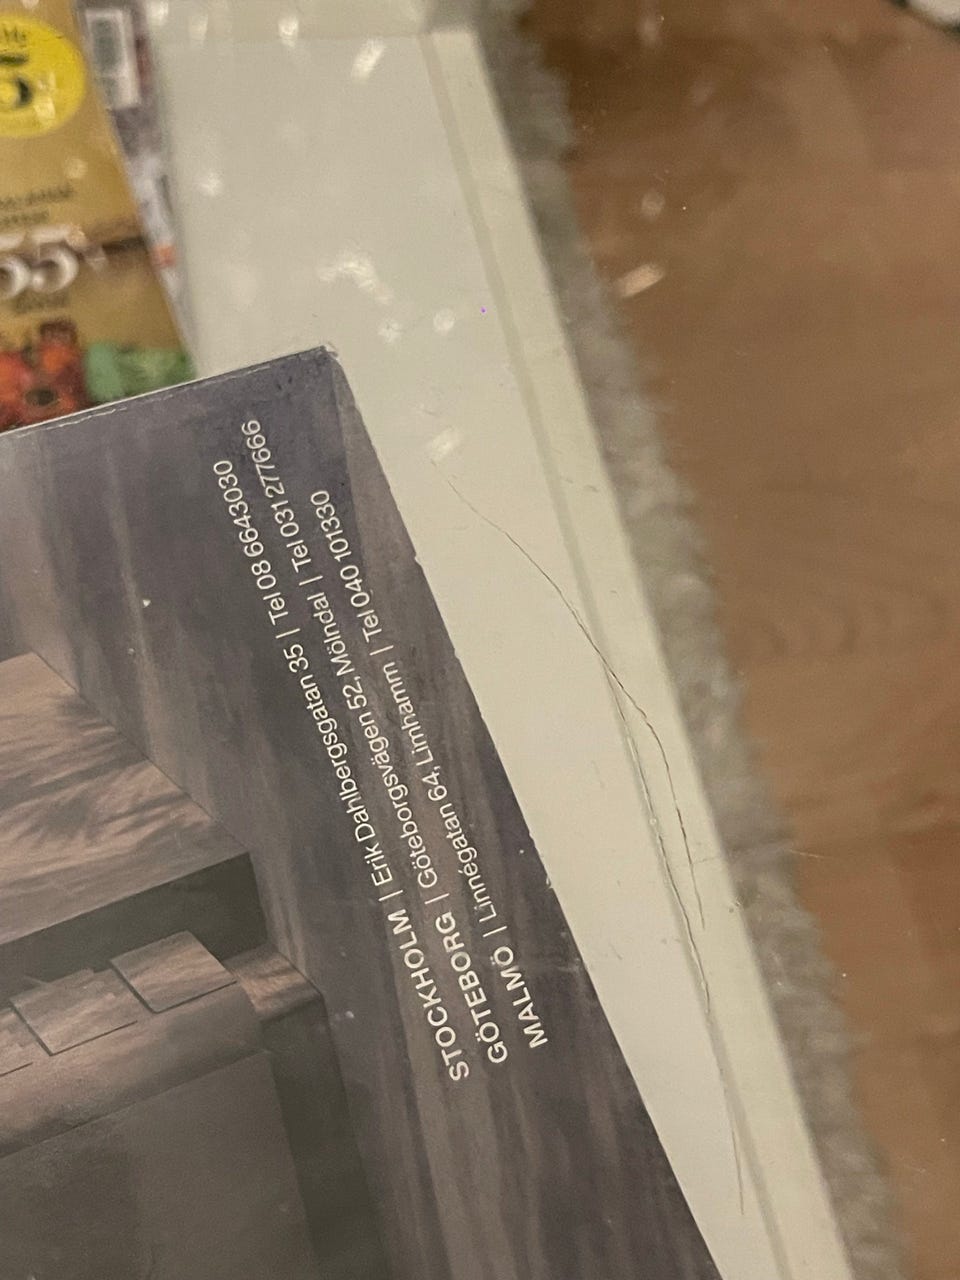 STOCKHOLM | Erik Dahlbergsgatan 35 | Tel 08 6643030
GÖTEBORG | Göteborgsvägen 52, Mölndal | Tel 031 277666
MALMÖ | Linnégatan 64, Limhamn | Tel 040 101330
55